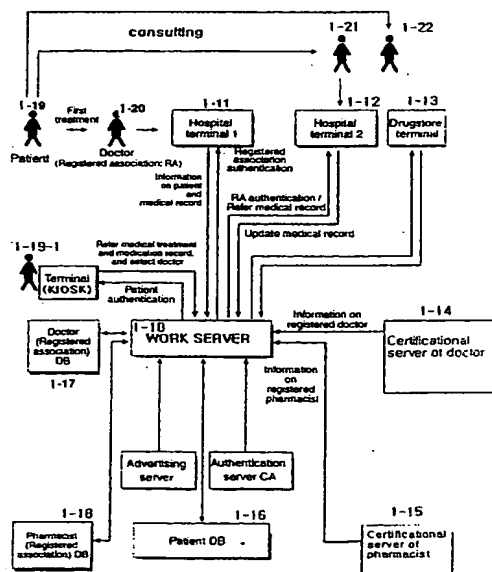 1-21
1-22
consulting
1-19
First
treatment
1-20
1-11
1-12
1-13
Hospital
terminal 1
Hospital
terminal 2
Drugstore
terminal
Patient
Doctor
(Registered association: RA)
Registered
association
authentication
Information
on patient
and
medical record
RA authentication /
Refer medical record
Update medical record
1-19-1
Refer medical treatment
and medication record,
and select doctor
Terminal
(KIOSK)
Patient
authentication
1-10
WORK SERVER
Information on
registered doctor
1-14
Certificational
server of doctor
Doctor
(Registered
association)
DB
1-17
Information
on
registered
pharmacist
Advertising
server
Authentication
server CA
1-18
Pharmacist
(Registered
association) DB
1-16
Patient DB
1-15
Certificational
server of
pharmacist